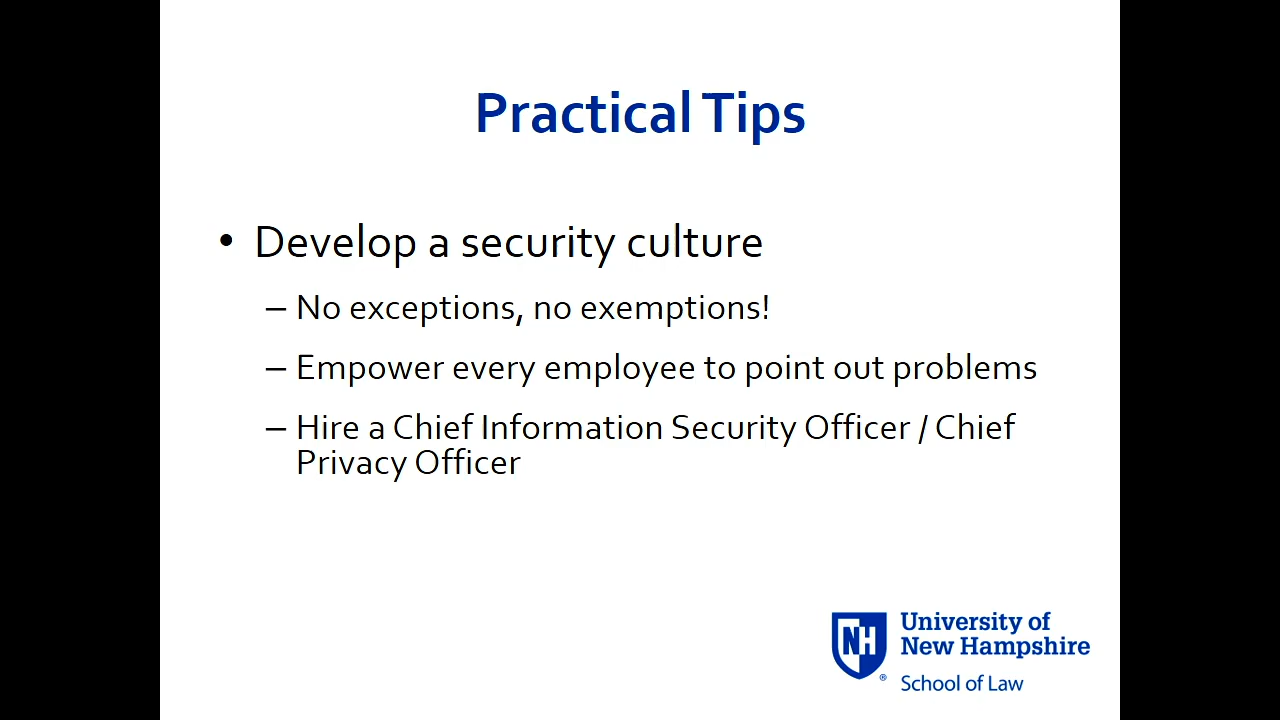 Practical Tips
• Develop a security culture
– No exceptions, no exemptions!
– Empower every employee to point out problems
– Hire a Chief Information Security Officer / Chief
Privacy Officer
NH
University of
New Hampshire
®
School of Law